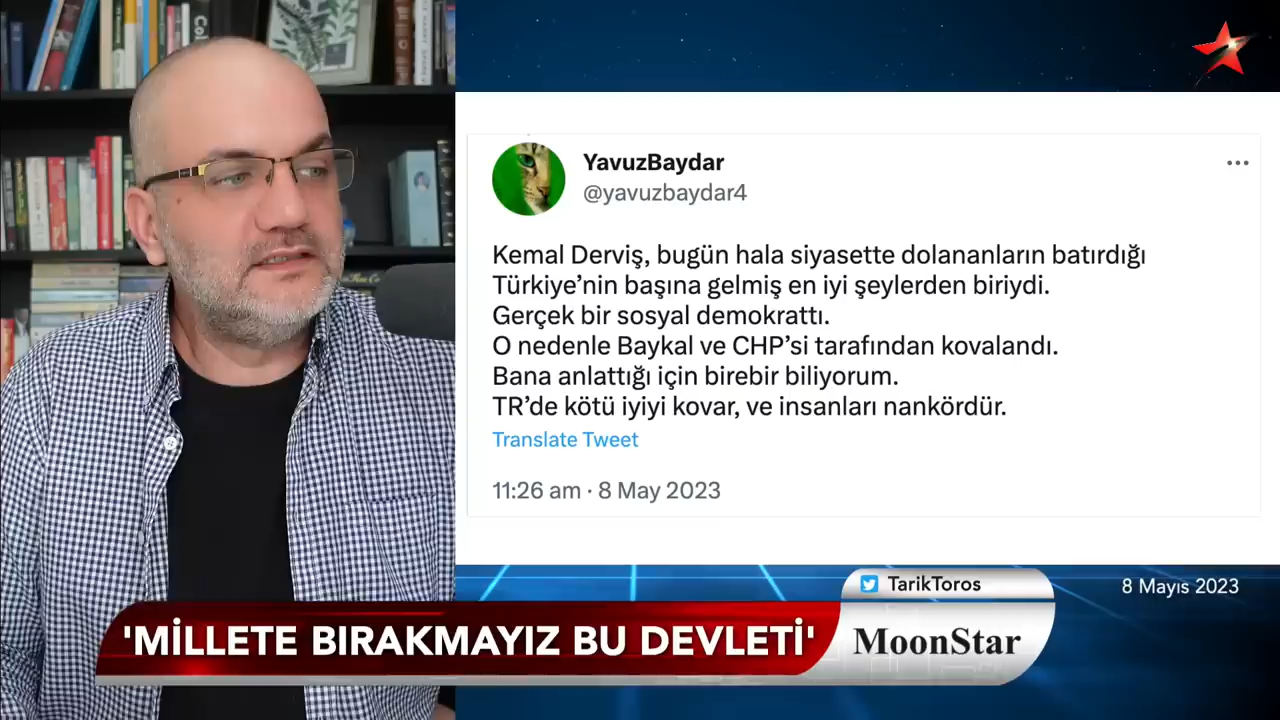 YavuzBaydar
@yavuzbaydar4
Kemal Derviş, bugün hala siyasette dolananların batırdığı
Türkiye’nin başına gelmiş en iyi şeylerden biriydi.
Gerçek bir sosyal demokrattı.
O nedenle Baykal ve CHP’si tarafından kovalandı.
Bana anlattığı için birebir biliyorum.
TR’de kötü iyiyi kovar, ve insanları nankördür.
Translate Tweet
11:26 am · 8 May 2023
TarikToros
8 Mayıs 2023
'MİLLETE BIRAKMAYIZ BU DEVLETİ'
MoonStar